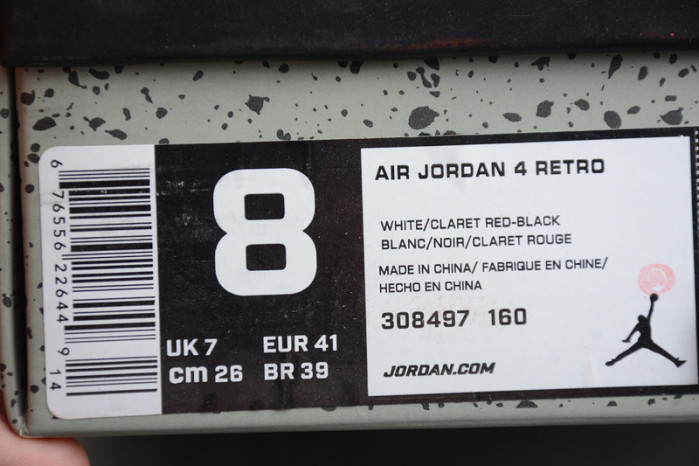 6 76556 22644 9 14
8
UK 7 EUR 41
cm 26 BR 39
AIR JORDAN 4 RETRO
WHITE/CLARET RED-BLACK
BLANC/NOIR/CLARET ROUGE
MADE IN CHINA/ FABRIQUE EN CHINE/
HECHO EN CHINA
308497 160
JORDAN.COM